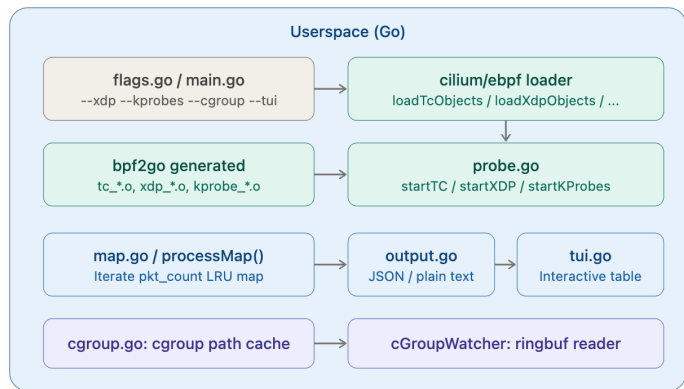 Userspace (Go)
flags.go / main.go
--xdp --kprobes --cgroup --tui
cilium/ebpf loader
loadTcObjects / loadXdpObjects / ...
bpf2go generated
tc_*.o, xdp_*.o, kprobe_*.o
probe.go
startTC / startXDP / startKProbes
map.go / processMap()
Iterate pkt_count LRU map
output.go
JSON / plain text
tui.go
Interactive table
cgroup.go: cgroup path cache
cGroupWatcher: ringbuf reader